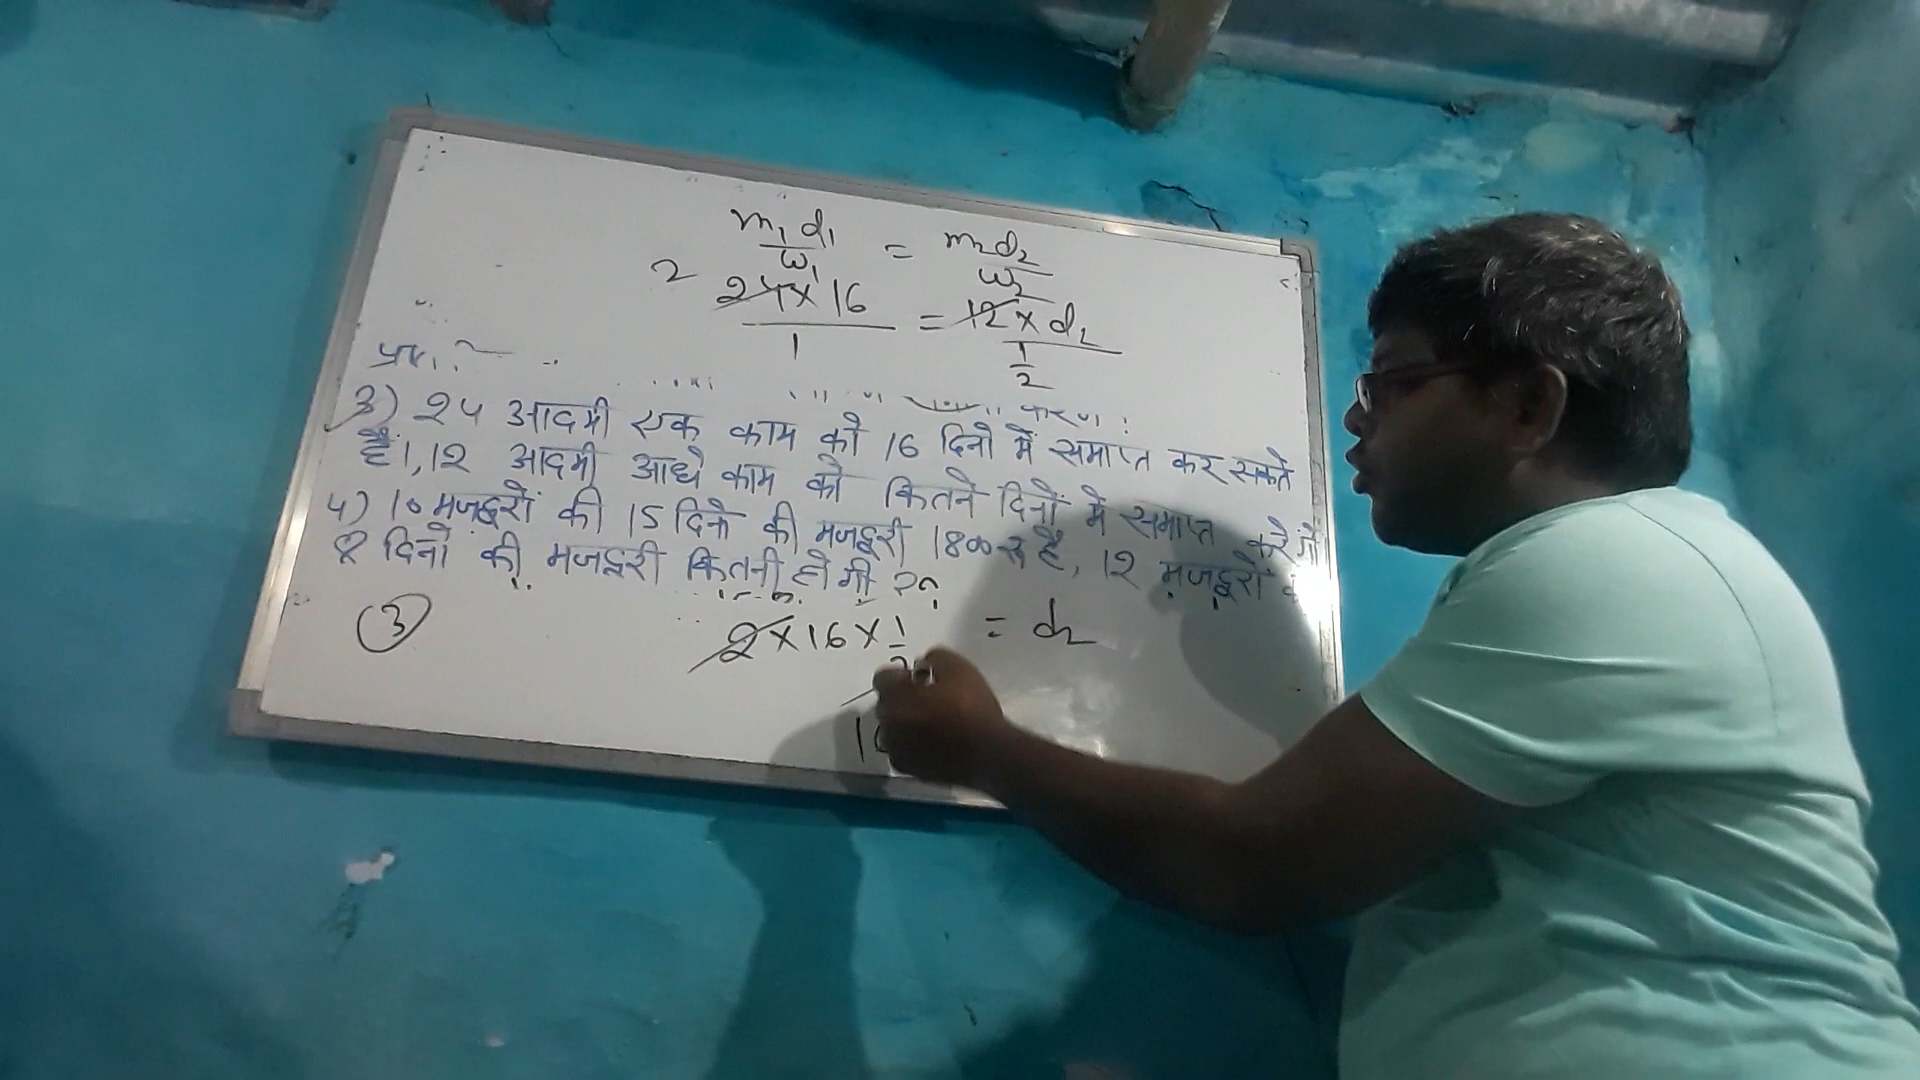 m₁d₁/w₁ = m₂d₂/w₂
2
24×16/1 = 12×d₂/(1/2)
3) 24 आदमी एक काम को 16 दिनो में समाप्त कर सकते
हैं।, 12 आदमी आधे काम को कितने दिनों में समाप्त करेगें
4) 10 मजदूरों की 15 दिनो की मजदूरी 1800रु है, 12 मजदूरों
8 दिनो की मजदूरी कितनी होगी
3 2×16×1/2 = d₂